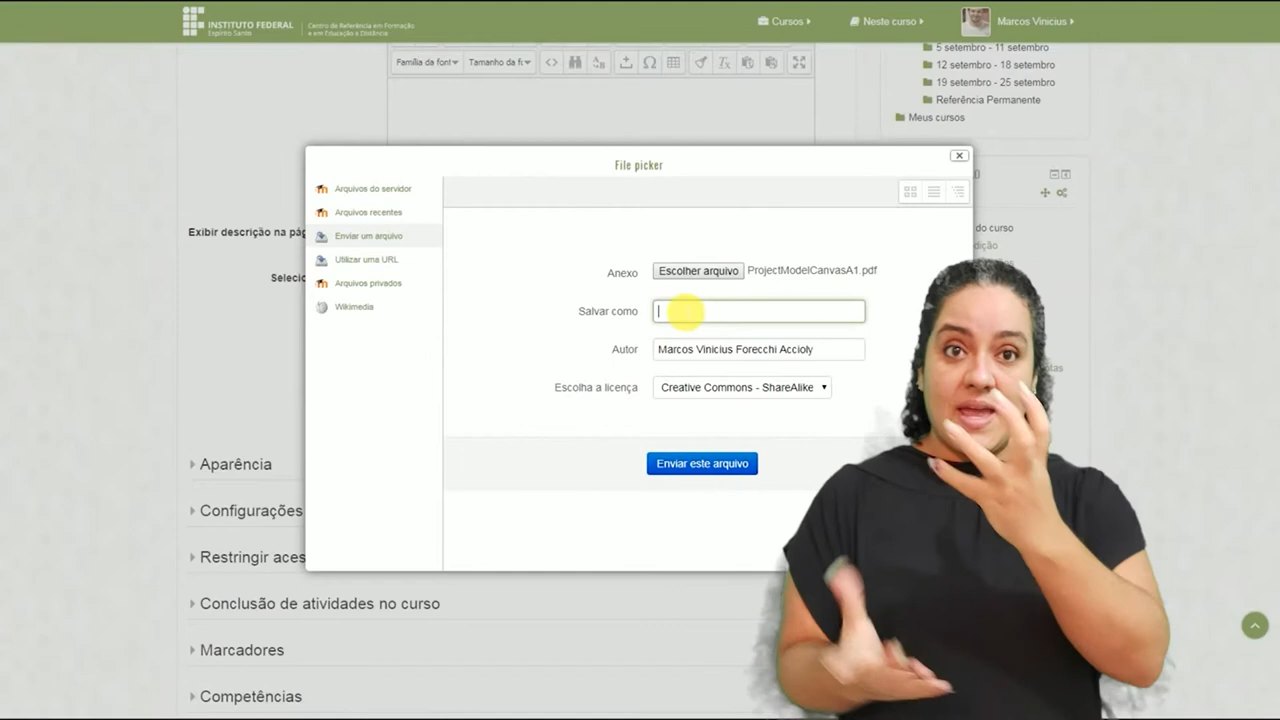 INSTITUTO FEDERAL
Espírito Santo
Centro de Referência em Formação
e em Educação a Distância
Cursos
Neste curso
Marcos Vinicius
5 setembro - 11 setembro
12 setembro - 18 setembro
19 setembro - 25 setembro
Referência Permanente
Meus cursos
Família da font
Tamanho da f
File picker
Arquivos do servidor
Arquivos recentes
Enviar um arquivo
Utilizar uma URL
Arquivos privados
Wikimedia
Anexo
Escolher arquivo
ProjectModelCanvasA1.pdf
Salvar como
Autor
Marcos Vinicius Forecchi Accioly
Escolha a licença
Creative Commons - ShareAlike
Enviar este arquivo
Exibir descrição na pág
Selecio
do curso
Aparência
Configurações
Restringir aces
Conclusão de atividades no curso
Marcadores
Competências